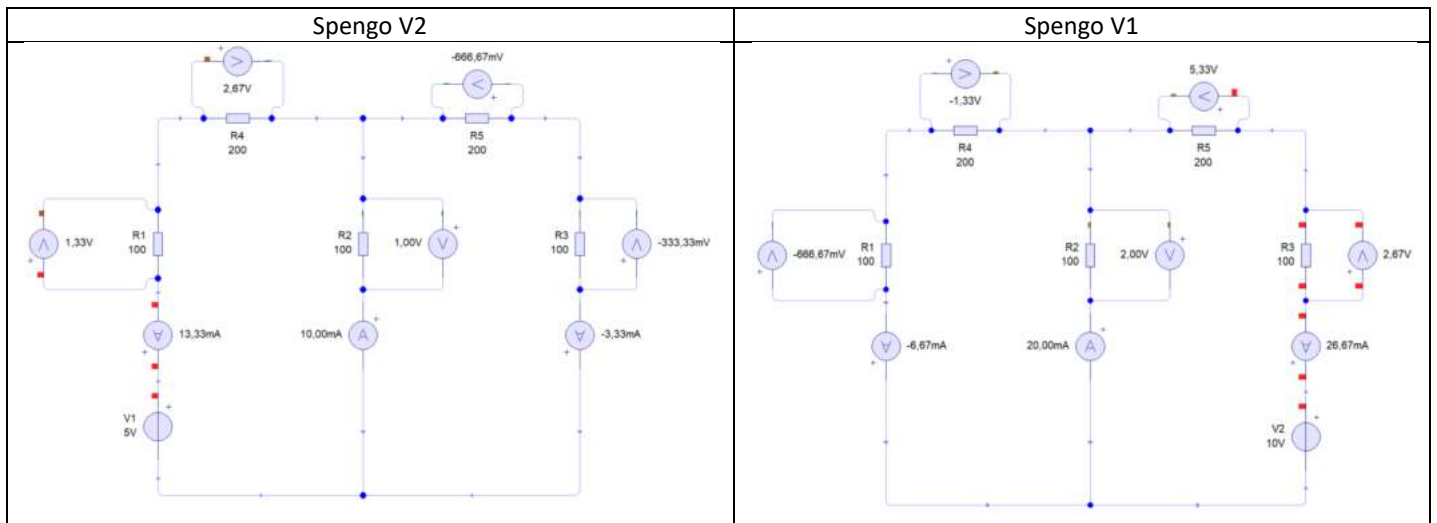 Spengo V2
Spengo V1
+
2,67V
R4
200
-666,67mV
+
R5
200
1,33V
+
R1
100
R2
100
1,00V
+
R3
100
-333,33mV
+
13,33mA
+
10,00mA
A
+
-3,33mA
+
V1
5V
+
+
-1,33V
R4
200
5,33V
+
R5
200
-666,67mV
+
R1
100
R2
100
2,00V
+
R3
100
2,67V
+
-6,67mA
+
20,00mA
A
+
26,67mA
+
V2
10V
+